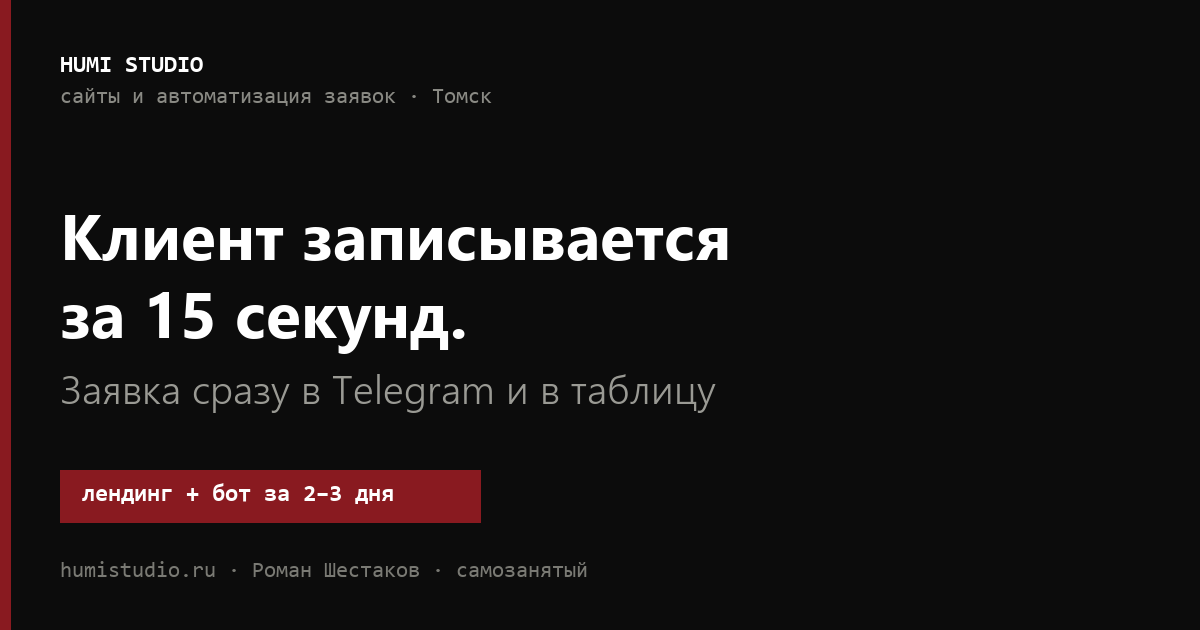 HUMI STUDIO
сайты и автоматизация заявок · Томск
Клиент записывается
за 15 секунд.
Заявка сразу в Telegram и в таблицу
лендинг + бот за 2–3 дня
humistudio.ru · Роман Шестаков · самозанятый